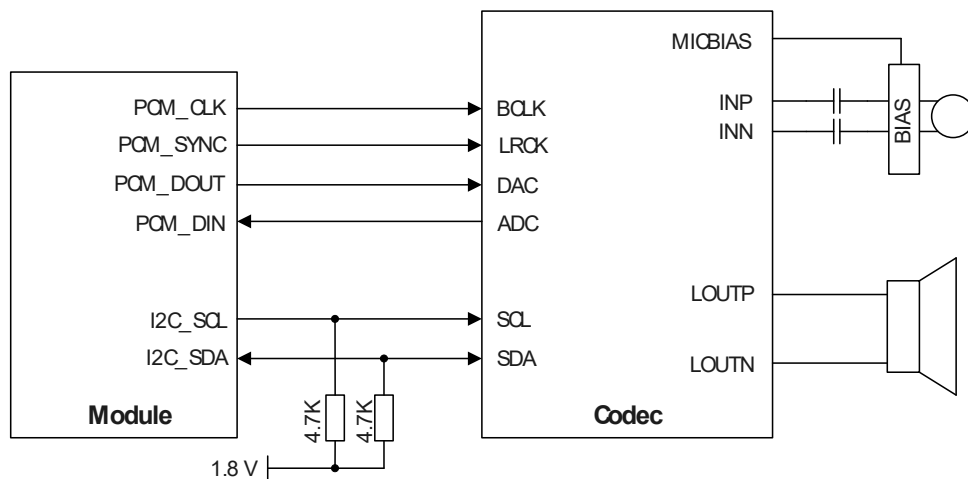 MICBIAS
PCM_CLK
BCLK
INP
PCM_SYNC
LRCK
INN
BIAS
PCM_DOUT
DAC
PCM_DIN
ADC
LOUTP
I2C_SCL
SCL
I2C_SDA
SDA
LOUTN
Module
4.7K
4.7K
Codec
1.8 V